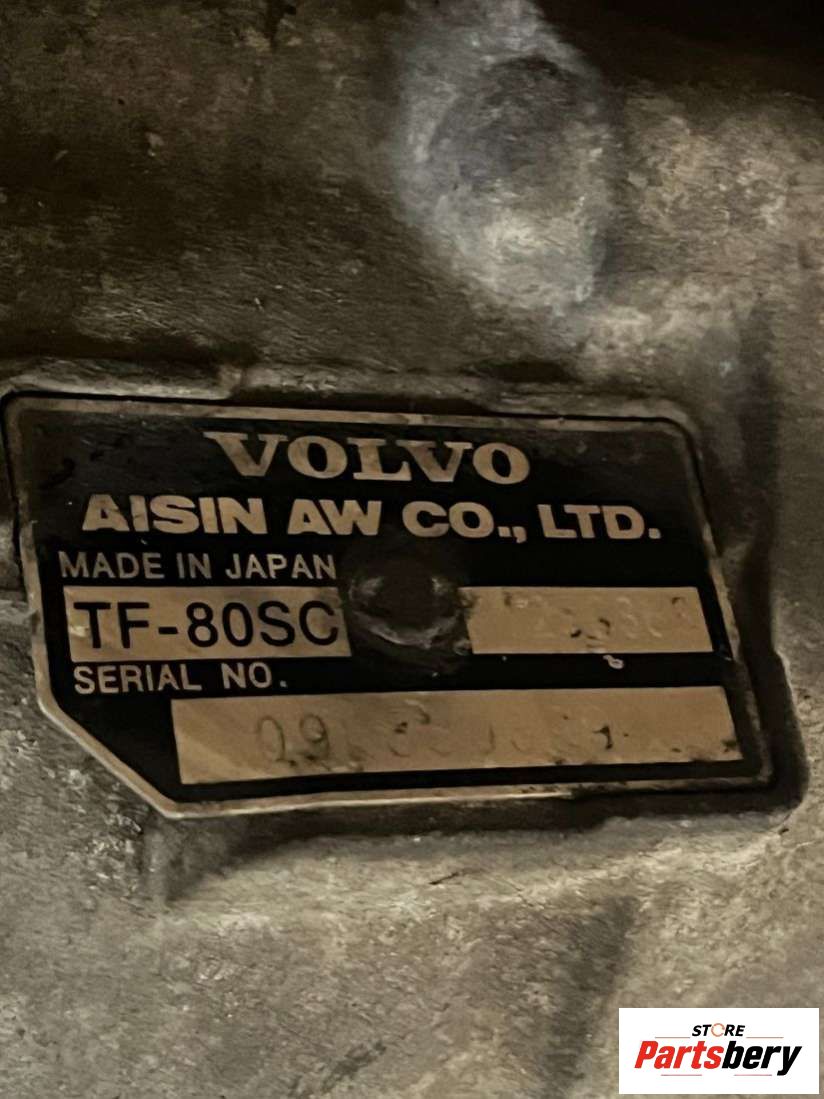 VOLVO
AISIN AW CO., LTD.
MADE IN JAPAN
TF-80SC
SERIAL NO.
STORE
Partsbery